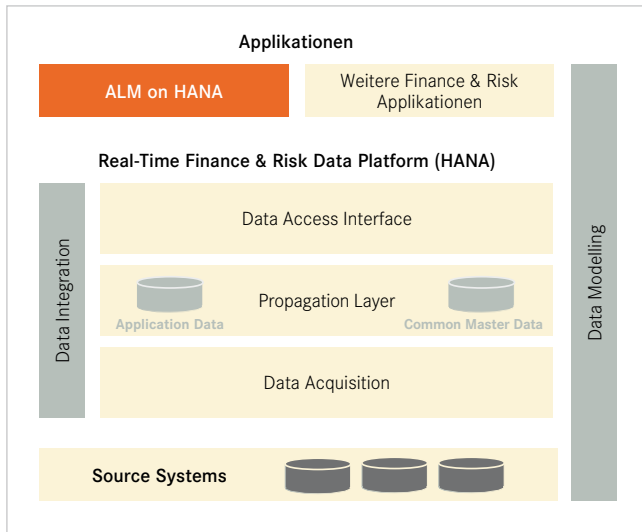 Applikationen
ALM on HANA
Weitere Finance & Risk
Applikationen
Real-Time Finance & Risk Data Platform (HANA)
Data Integration
Data Access Interface
Propagation Layer
Application Data
Common Master Data
Data Acquisition
Data Modelling
Source Systems